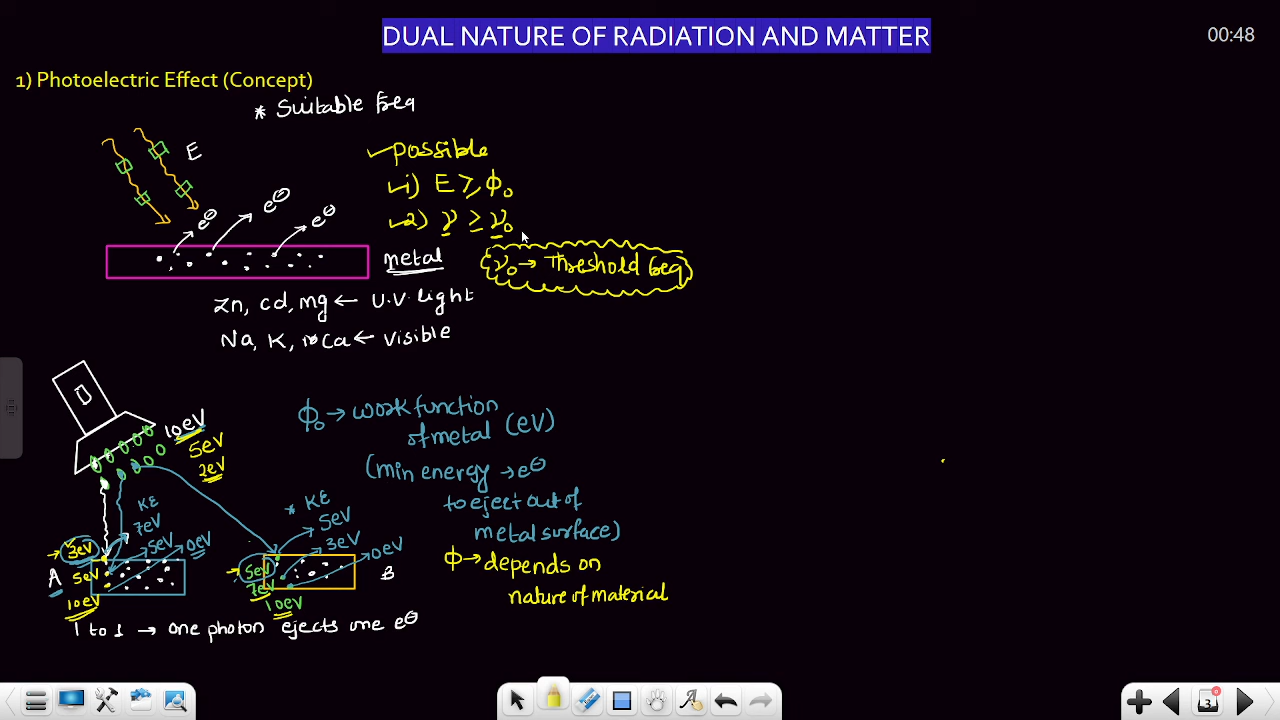 DUAL NATURE OF RADIATION AND MATTER
00:48
1) Photoelectric Effect (Concept)
* Suitable freq
E
✓possible
✓i) E ≥ ϕ₀
✓2) ν ≥ ν₀
e⊖ e⊖ e⊖
metal
ν₀ → Threshold freq
Zn, cd, mg ← U.V. light
Na, K, Ca ← visible
10eV
5eV
2eV
ϕ₀ → work function
of metal (eV)
(min energy → e⊖
to eject out of
metal surface)
ϕ → depends on
nature of material
KE
7eV
5eV
0eV
3eV
5eV
10eV
A
* KE
5eV
3eV
0eV
5eV
7eV
10eV
B
1 to 1 → one photon ejects one e⊖
3